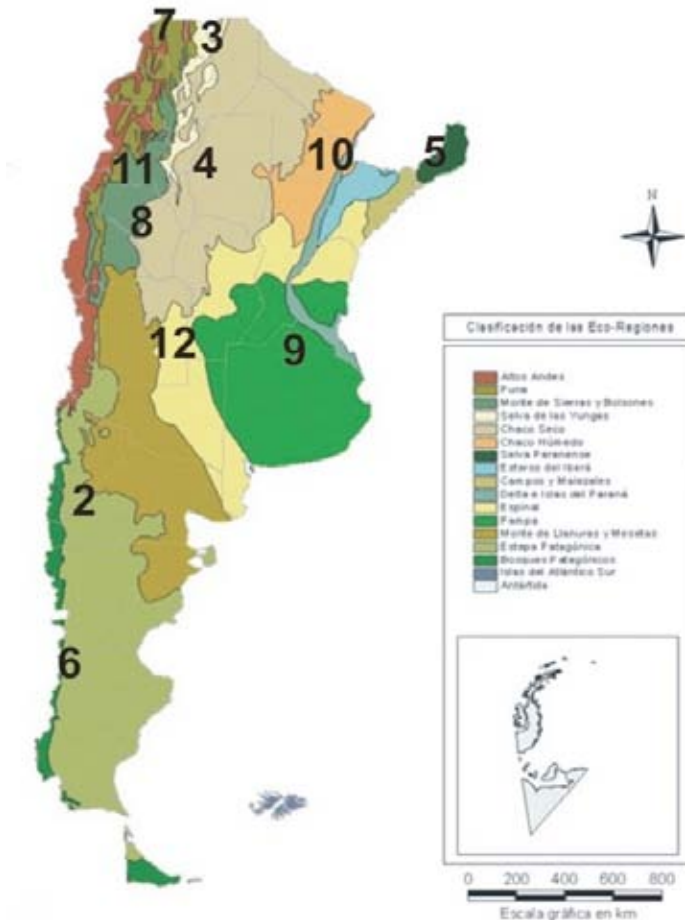 7
3
10
5
4
11
8
12
9
2
6
N
Clasificación de las Eco-Regiones
Altos Andes
Puna
Monte de Sierras y Bolsones
Selva de las Yungas
Chaco Seco
Chaco Húmedo
Selva Paranense
Esteros del Iberá
Campos y Malezales
Delta e Islas del Paraná
Espinal
Pampa
Monte de Llanuras y Mesetas
Estepa Patagónica
Bosques Patagónicos
Islas del Atlántico Sur
Antártida
0 200 400 600 800
Escala gráfica en km